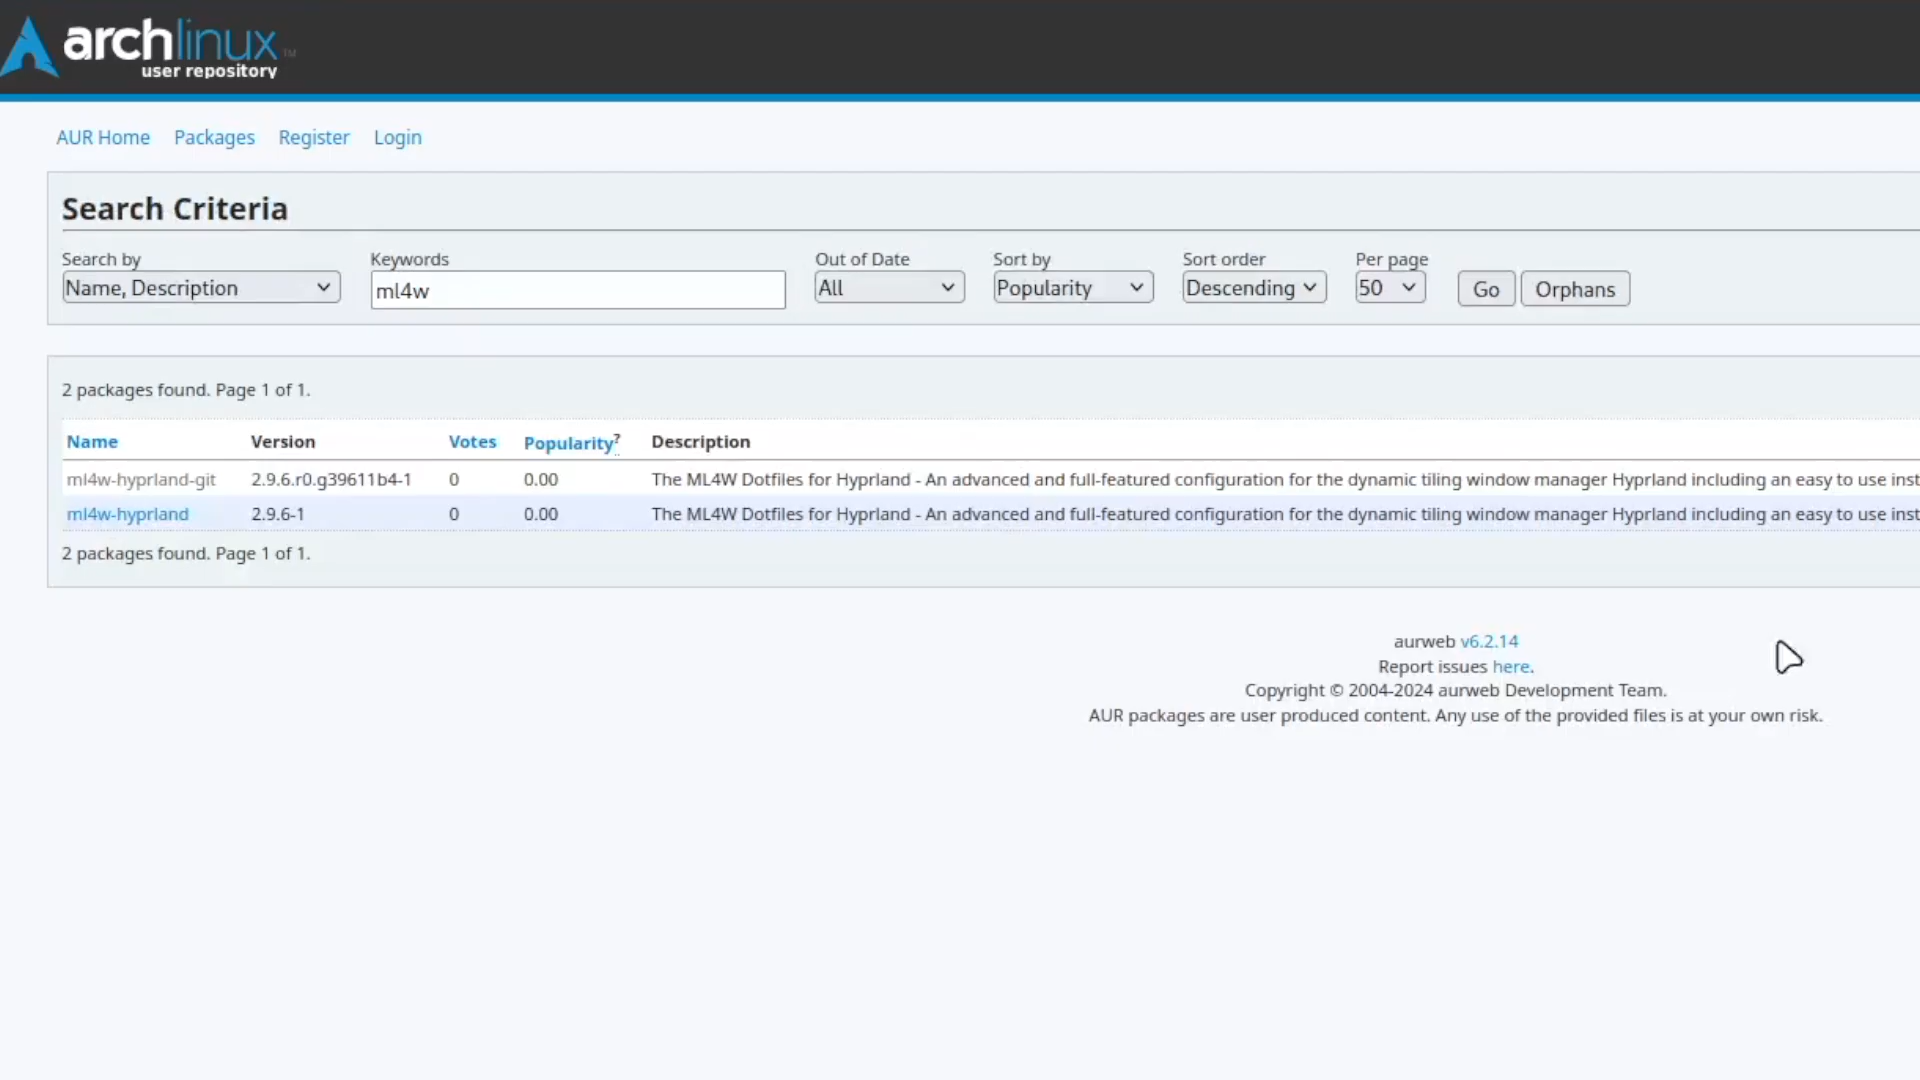 archlinux™
user repository
AUR Home Packages Register Login
Search Criteria
Search by Keywords Out of Date Sort by Sort order Per page
Name, Description ml4w All Popularity Descending 50 Go Orphans
2 packages found. Page 1 of 1.
Name Version Votes Popularity? Description
ml4w-hyprland-git 2.9.6.r0.g39611b4-1 0 0.00 The ML4W Dotfiles for Hyprland - An advanced and full-featured configuration for the dynamic tiling window manager Hyprland including an easy to use inst
ml4w-hyprland 2.9.6-1 0 0.00 The ML4W Dotfiles for Hyprland - An advanced and full-featured configuration for the dynamic tiling window manager Hyprland including an easy to use inst
2 packages found. Page 1 of 1.
aurweb v6.2.14
Report issues here.
Copyright © 2004-2024 aurweb Development Team.
AUR packages are user produced content. Any use of the provided files is at your own risk.